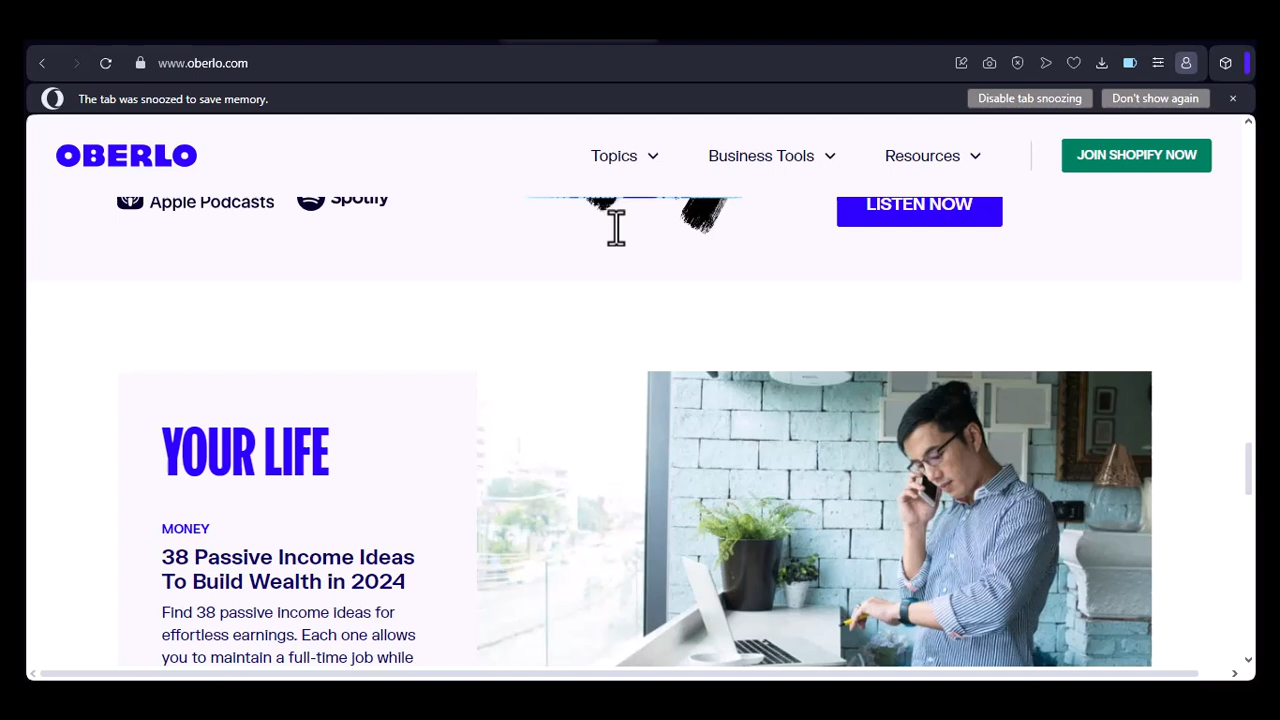 www.oberlo.com
The tab was snoozed to save memory.
Disable tab snoozing
Don't show again
OBERLO
Topics
Business Tools
Resources
JOIN SHOPIFY NOW
Apple Podcasts
Spotify
LISTEN NOW
YOUR LIFE
MONEY
38 Passive Income Ideas
To Build Wealth in 2024
Find 38 passive income ideas for
effortless earnings. Each one allows
you to maintain a full-time job while